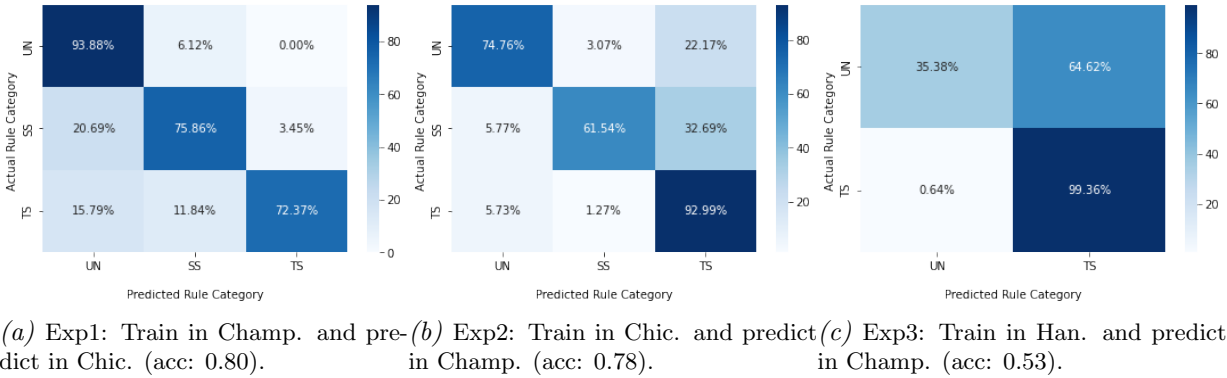 Actual Rule Category
UN
SS
TS
93.88% 6.12% 0.00%
20.69% 75.86% 3.45%
15.79% 11.84% 72.37%
UN SS TS
Predicted Rule Category
80
60
40
20
0
Actual Rule Category
UN
SS
TS
74.76% 3.07% 22.17%
5.77% 61.54% 32.69%
5.73% 1.27% 92.99%
UN SS TS
Predicted Rule Category
80
60
40
20
Actual Rule Category
UN
TS
35.38% 64.62%
0.64% 99.36%
UN TS
Predicted Rule Category
80
60
40
20
(a) Exp1: Train in Champ. and pre-
dict in Chic. (acc: 0.80).
(b) Exp2: Train in Chic. and predict
in Champ. (acc: 0.78).
(c) Exp3: Train in Han. and predict
in Champ. (acc: 0.53).